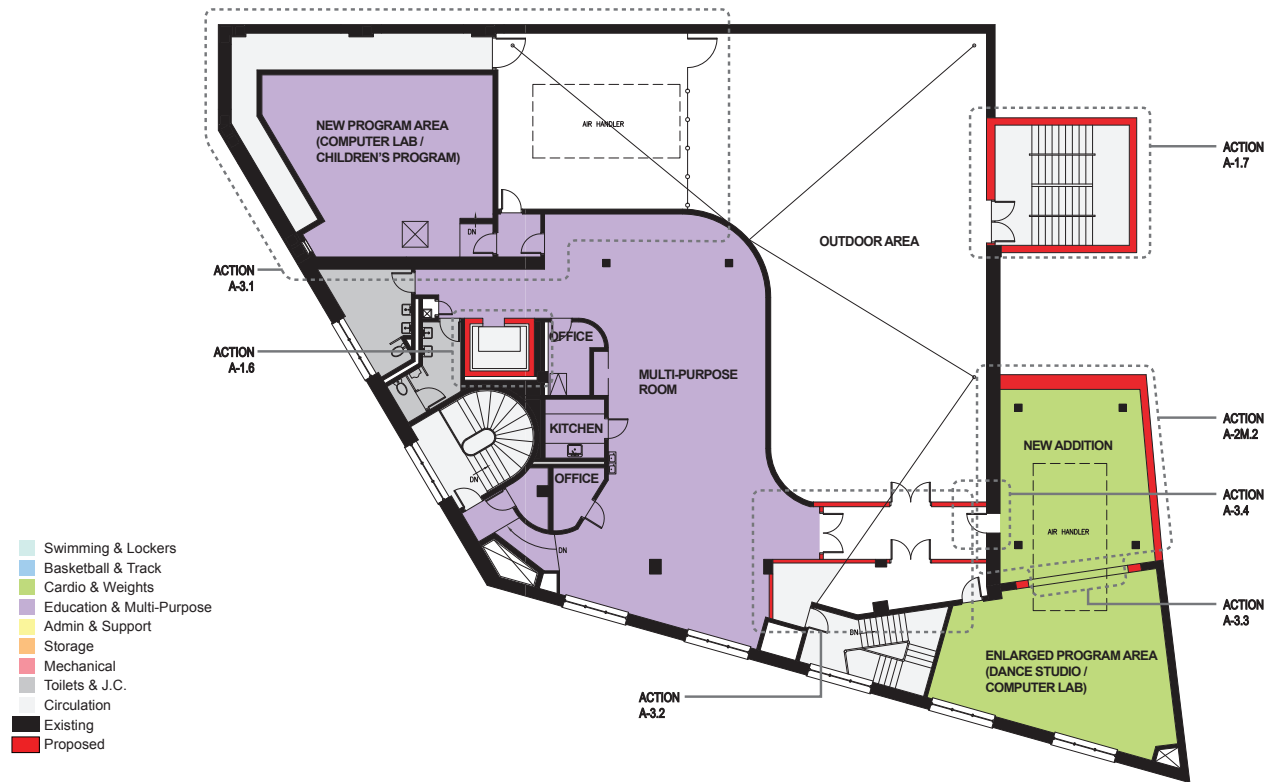 NEW PROGRAM AREA
(COMPUTER LAB /
CHILDREN'S PROGRAM)
AIR HANDLER
ACTION
A-1.7
OUTDOOR AREA
DN
ACTION
A-3.1
ACTION
A-1.6
OFFICE
MULTI-PURPOSE
ROOM
KITCHEN
OFFICE
DN
DN
NEW ADDITION
ACTION
A-2M.2
ACTION
A-3.4
AIR HANDLER
ACTION
A-3.3
DN
ENLARGED PROGRAM AREA
(DANCE STUDIO /
COMPUTER LAB)
ACTION
A-3.2
Swimming & Lockers
Basketball & Track
Cardio & Weights
Education & Multi-Purpose
Admin & Support
Storage
Mechanical
Toilets & J.C.
Circulation
Existing
Proposed